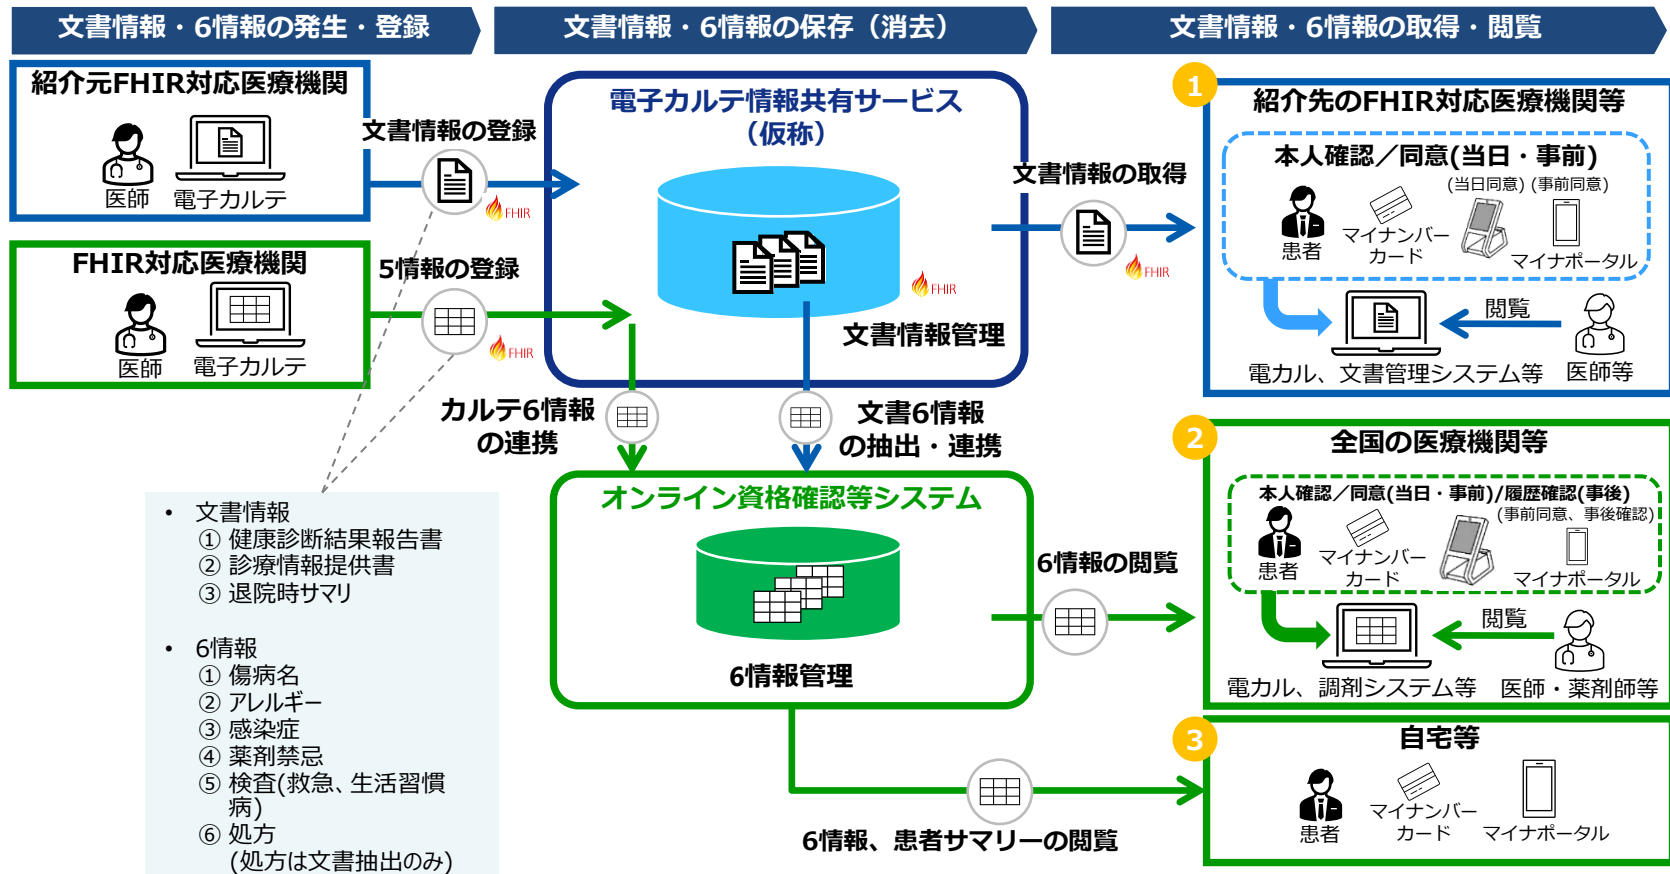 文書情報・6情報の発生・登録
文書情報・6情報の保存（消去）
文書情報・6情報の取得・閲覧
紹介元FHIR対応医療機関
医師
電子カルテ
文書情報の登録
FHIR
FHIR対応医療機関
医師
電子カルテ
5情報の登録
FHIR
電子カルテ情報共有サービス
（仮称）
FHIR
文書情報管理
文書情報の取得
FHIR
カルテ6情報
の連携
文書6情報
の抽出・連携
オンライン資格確認等システム
6情報管理
6情報の閲覧
6情報、患者サマリーの閲覧
• 文書情報
① 健康診断結果報告書
② 診療情報提供書
③ 退院時サマリ
• 6情報
① 傷病名
② アレルギー
③ 感染症
④ 薬剤禁忌
⑤ 検査(救急、生活習慣
病)
⑥ 処方
(処方は文書抽出のみ)
1
紹介先のFHIR対応医療機関等
本人確認／同意(当日・事前)
(当日同意)
(事前同意)
患者
マイナンバー
カード
マイナポータル
閲覧
電カル、文書管理システム等
医師等
2
全国の医療機関等
本人確認／同意(当日・事前)/履歴確認(事後)
(事前同意、事後確認)
患者
マイナンバー
カード
マイナポータル
閲覧
電カル、調剤システム等
医師・薬剤師等
3
自宅等
患者
マイナンバー
カード
マイナポータル